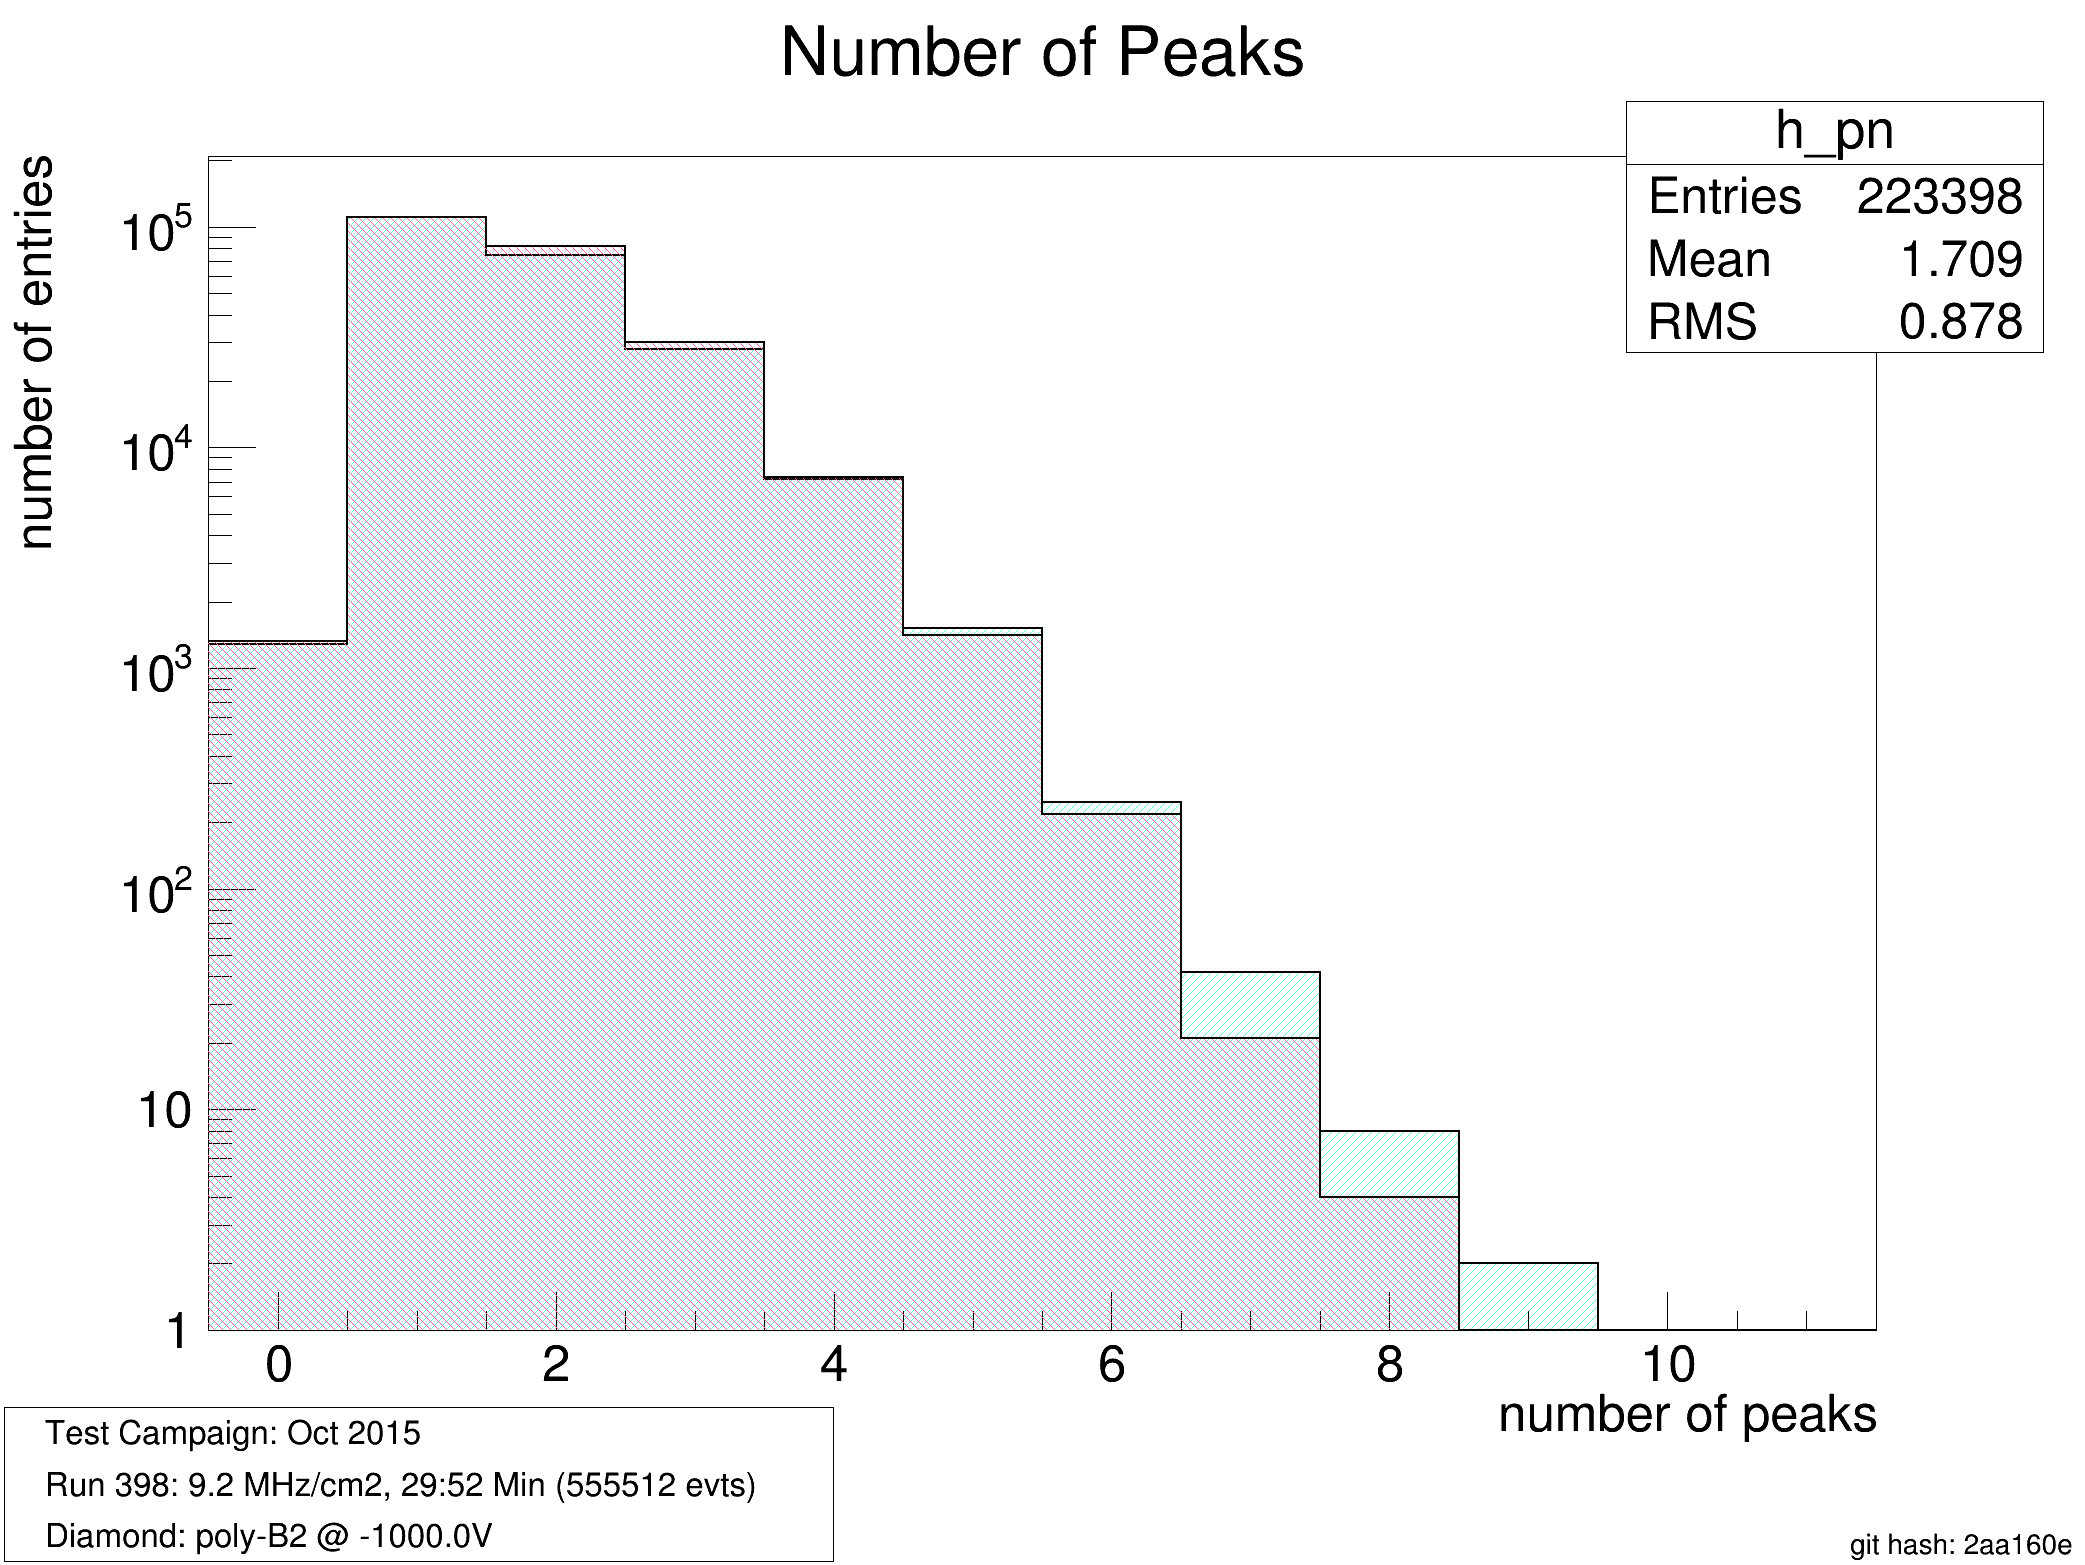 Number of Peaks
h_pn
Entries 223398
Mean 1.709
RMS 0.878
number of entries
10^5
10^4
10^3
10^2
10
1
0 2 4 6 8 10
number of peaks
Test Campaign: Oct 2015
Run 398: 9.2 MHz/cm2, 29:52 Min (555512 evts)
Diamond: poly-B2 @ -1000.0V
git hash: 2aa160e